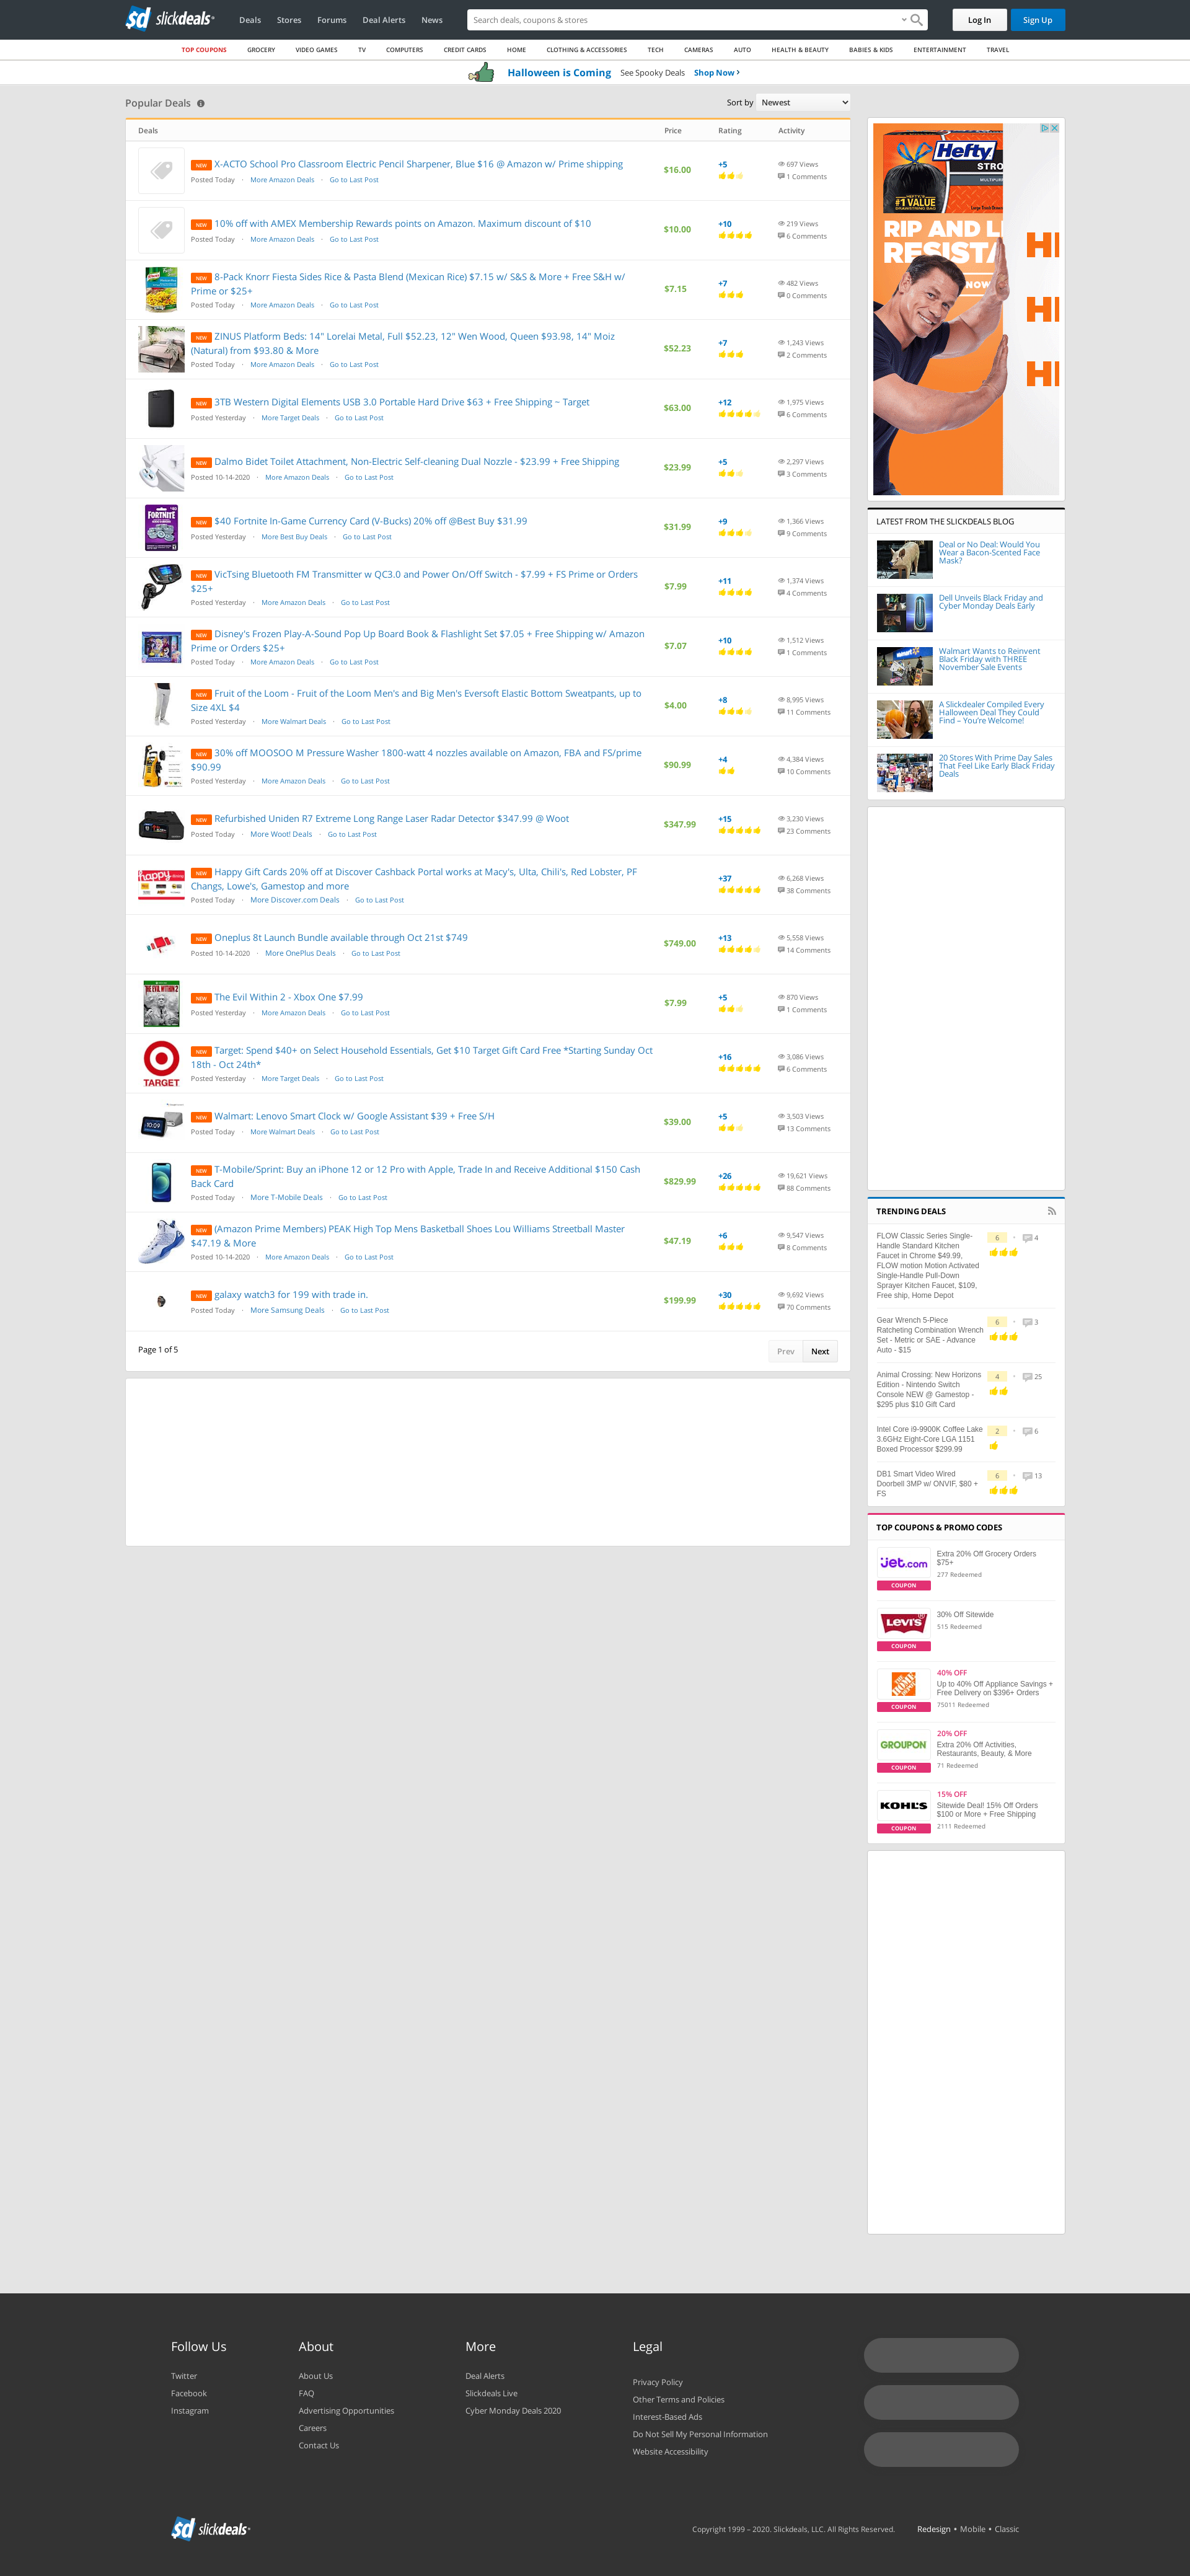 slickdeals
Deals
Stores
Forums
Deal Alerts
News
Search deals, coupons & stores
Log In
Sign Up
TOP COUPONS
GROCERY
VIDEO GAMES
TV
COMPUTERS
CREDIT CARDS
HOME
CLOTHING & ACCESSORIES
TECH
CAMERAS
AUTO
HEALTH & BEAUTY
BABIES & KIDS
ENTERTAINMENT
TRAVEL
Halloween is Coming See Spooky Deals Shop Now ›
Popular Deals
Sort by Newest
Deals Price Rating Activity
NEW X-ACTO School Pro Classroom Electric Pencil Sharpener, Blue $16 @ Amazon w/ Prime shipping
Posted Today · More Amazon Deals · Go to Last Post
$16.00
+5
697 Views
1 Comments
NEW 10% off with AMEX Membership Rewards points on Amazon. Maximum discount of $10
Posted Today · More Amazon Deals · Go to Last Post
$10.00
+10
219 Views
6 Comments
NEW 8-Pack Knorr Fiesta Sides Rice & Pasta Blend (Mexican Rice) $7.15 w/ S&S & More + Free S&H w/
Prime or $25+
Posted Today · More Amazon Deals · Go to Last Post
$7.15
+7
482 Views
0 Comments
NEW ZINUS Platform Beds: 14" Lorelai Metal, Full $52.23, 12" Wen Wood, Queen $93.98, 14" Moiz
(Natural) from $93.80 & More
Posted Today · More Amazon Deals · Go to Last Post
$52.23
+7
1,243 Views
2 Comments
NEW 3TB Western Digital Elements USB 3.0 Portable Hard Drive $63 + Free Shipping ~ Target
Posted Yesterday · More Target Deals · Go to Last Post
$63.00
+12
1,975 Views
6 Comments
NEW Dalmo Bidet Toilet Attachment, Non-Electric Self-cleaning Dual Nozzle - $23.99 + Free Shipping
Posted 10-14-2020 · More Amazon Deals · Go to Last Post
$23.99
+5
2,297 Views
3 Comments
NEW $40 Fortnite In-Game Currency Card (V-Bucks) 20% off @Best Buy $31.99
Posted Yesterday · More Best Buy Deals · Go to Last Post
$31.99
+9
1,366 Views
9 Comments
NEW VicTsing Bluetooth FM Transmitter w QC3.0 and Power On/Off Switch - $7.99 + FS Prime or Orders
$25+
Posted Yesterday · More Amazon Deals · Go to Last Post
$7.99
+11
1,374 Views
4 Comments
NEW Disney's Frozen Play-A-Sound Pop Up Board Book & Flashlight Set $7.05 + Free Shipping w/ Amazon
Prime or Orders $25+
Posted Today · More Amazon Deals · Go to Last Post
$7.07
+10
1,512 Views
1 Comments
NEW Fruit of the Loom - Fruit of the Loom Men's and Big Men's Eversoft Elastic Bottom Sweatpants, up to
Size 4XL $4
Posted Yesterday · More Walmart Deals · Go to Last Post
$4.00
+8
8,995 Views
11 Comments
NEW 30% off MOOSOO M Pressure Washer 1800-watt 4 nozzles available on Amazon, FBA and FS/prime
$90.99
Posted Yesterday · More Amazon Deals · Go to Last Post
$90.99
+4
4,384 Views
10 Comments
NEW Refurbished Uniden R7 Extreme Long Range Laser Radar Detector $347.99 @ Woot
Posted Today · More Woot! Deals · Go to Last Post
$347.99
+15
3,230 Views
23 Comments
NEW Happy Gift Cards 20% off at Discover Cashback Portal works at Macy's, Ulta, Chili's, Red Lobster, PF
Changs, Lowe's, Gamestop and more
Posted Today · More Discover.com Deals · Go to Last Post
+37
6,268 Views
38 Comments
NEW Oneplus 8t Launch Bundle available through Oct 21st $749
Posted 10-14-2020 · More OnePlus Deals · Go to Last Post
$749.00
+13
5,558 Views
14 Comments
NEW The Evil Within 2 - Xbox One $7.99
Posted Yesterday · More Amazon Deals · Go to Last Post
$7.99
+5
870 Views
1 Comments
NEW Target: Spend $40+ on Select Household Essentials, Get $10 Target Gift Card Free *Starting Sunday Oct
18th - Oct 24th*
Posted Yesterday · More Target Deals · Go to Last Post
TARGET
+16
3,086 Views
6 Comments
NEW Walmart: Lenovo Smart Clock w/ Google Assistant $39 + Free S/H
Posted Today · More Walmart Deals · Go to Last Post
$39.00
+5
3,503 Views
13 Comments
NEW T-Mobile/Sprint: Buy an iPhone 12 or 12 Pro with Apple, Trade In and Receive Additional $150 Cash
Back Card
Posted Today · More T-Mobile Deals · Go to Last Post
$829.99
+26
19,621 Views
88 Comments
NEW (Amazon Prime Members) PEAK High Top Mens Basketball Shoes Lou Williams Streetball Master
$47.19 & More
Posted 10-14-2020 · More Amazon Deals · Go to Last Post
$47.19
+6
9,547 Views
8 Comments
NEW galaxy watch3 for 199 with trade in.
Posted Today · More Samsung Deals · Go to Last Post
$199.99
+30
9,692 Views
70 Comments
Page 1 of 5
Prev Next
Hefty
STRO
#1 VALUE
RIP AND L
RESISTA
NOW
LATEST FROM THE SLICKDEALS BLOG
Deal or No Deal: Would You
Wear a Bacon-Scented Face
Mask?
Dell Unveils Black Friday and
Cyber Monday Deals Early
Walmart Wants to Reinvent
Black Friday with THREE
November Sale Events
A Slickdealer Compiled Every
Halloween Deal They Could
Find – You're Welcome!
20 Stores With Prime Day Sales
That Feel Like Early Black Friday
Deals
TRENDING DEALS
FLOW Classic Series Single-
Handle Standard Kitchen
Faucet in Chrome $49.99,
FLOW motion Motion Activated
Single-Handle Pull-Down
Sprayer Kitchen Faucet, $109,
Free ship, Home Depot
6 · 4
Gear Wrench 5-Piece
Ratcheting Combination Wrench
Set - Metric or SAE - Advance
Auto - $15
6 · 3
Animal Crossing: New Horizons
Edition - Nintendo Switch
Console NEW @ Gamestop -
$295 plus $10 Gift Card
4 · 25
Intel Core i9-9900K Coffee Lake
3.6GHz Eight-Core LGA 1151
Boxed Processor $299.99
2 · 6
DB1 Smart Video Wired
Doorbell 3MP w/ ONVIF, $80 +
FS
6 · 13
TOP COUPONS & PROMO CODES
jet.com
COUPON
Extra 20% Off Grocery Orders
$75+
277 Redeemed
LEVI'S
COUPON
30% Off Sitewide
515 Redeemed
COUPON
40% OFF
Up to 40% Off Appliance Savings +
Free Delivery on $396+ Orders
75011 Redeemed
GROUPON
COUPON
20% OFF
Extra 20% Off Activities,
Restaurants, Beauty, & More
71 Redeemed
KOHL'S
COUPON
15% OFF
Sitewide Deal! 15% Off Orders
$100 or More + Free Shipping
2111 Redeemed
Follow Us
Twitter
Facebook
Instagram
About
About Us
FAQ
Advertising Opportunities
Careers
Contact Us
More
Deal Alerts
Slickdeals Live
Cyber Monday Deals 2020
Legal
Privacy Policy
Other Terms and Policies
Interest-Based Ads
Do Not Sell My Personal Information
Website Accessibility
slickdeals
Copyright 1999 – 2020. Slickdeals, LLC. All Rights Reserved.
Redesign • Mobile • Classic